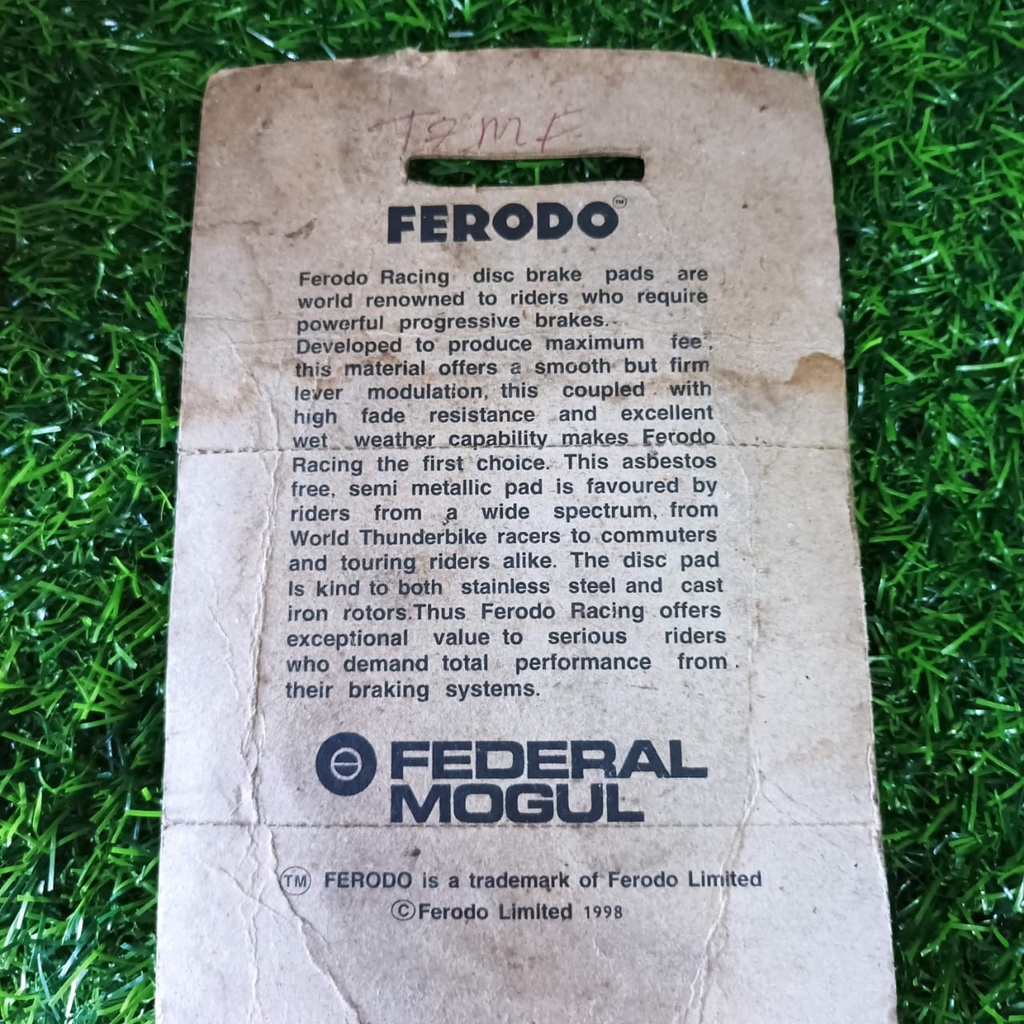 FERODO™
Ferodo Racing disc brake pads are
world renowned to riders who require
powerful progressive brakes.
Developed to produce maximum fee,
this material offers a smooth but firm
lever modulation, this coupled with
high fade resistance and excellent
wet weather capability makes Ferodo
Racing the first choice. This asbestos
free, semi metallic pad is favoured by
riders from a wide spectrum, from
World Thunderbike racers to commuters
and touring riders alike. The disc pad
Is kind to both stainless steel and cast
iron rotors.Thus Ferodo Racing offers
exceptional value to serious riders
who demand total performance from
their braking systems.
FEDERAL
MOGUL
TM FERODO is a trademark of Ferodo Limited
©Ferodo Limited 1998